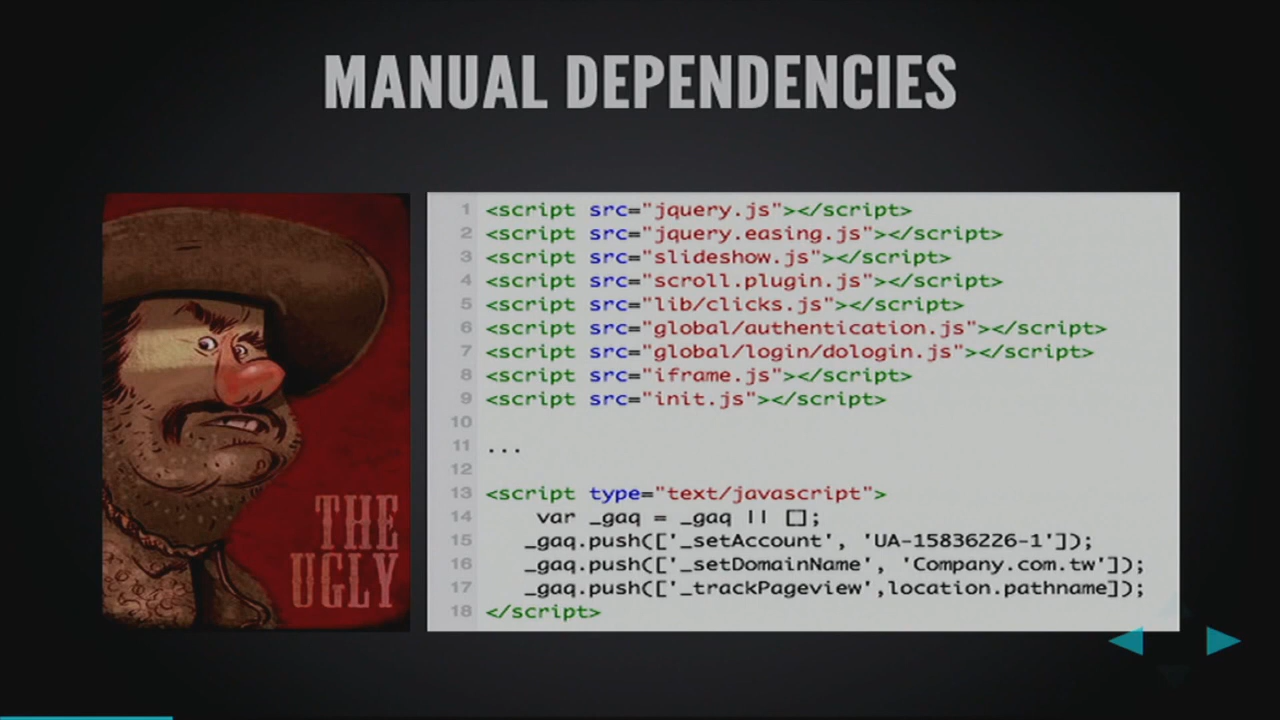 MANUAL DEPENDENCIES
THE
UGLY
1 <script src="jquery.js"></script>
2 <script src="jquery.easing.js"></script>
3 <script src="slideshow.js"></script>
4 <script src="scroll.plugin.js"></script>
5 <script src="lib/clicks.js"></script>
6 <script src="global/authentication.js"></script>
7 <script src="global/login/dologin.js"></script>
8 <script src="iframe.js"></script>
9 <script src="init.js"></script>
10
11 ...
12
13 <script type="text/javascript">
14 var _gaq = _gaq || [];
15 _gaq.push(['_setAccount', 'UA-15836226-1']);
16 _gaq.push(['_setDomainName', 'Company.com.tw']);
17 _gaq.push(['_trackPageview',location.pathname]);
18 </script>